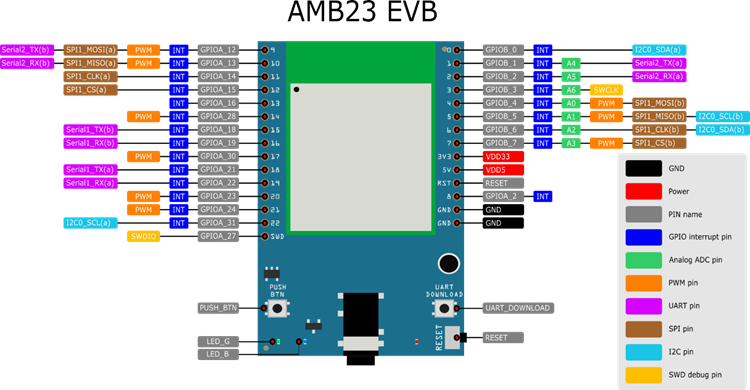 AMB23 EVB
Serial2_TX(b) SPI1_MOSI(a) PWM INT GPIOA_12 9 0 GPIOB_0 INT I2C0_SDA(a)
Serial2_RX(b) SPI1_MISO(a) PWM INT GPIOA_13 10 1 GPIOB_1 INT A4 Serial2_TX(a)
SPI1_CLK(a) INT GPIOA_14 11 2 GPIOB_2 INT A5 Serial2_RX(a)
SPI1_CS(a) INT GPIOA_15 12 3 GPIOB_3 INT A6 SWCLK
INT GPIOA_16 13 4 GPIOB_4 INT A0 PWM SPI1_MOSI(b)
PWM INT GPIOA_28 14 5 GPIOB_5 INT A1 PWM SPI1_MISO(b) I2C0_SCL(b)
Serial1_TX(b) INT GPIOA_18 15 6 GPIOB_6 INT A2 SPI1_CLK(b) I2C0_SDA(b)
Serial1_RX(b) INT GPIOA_19 16 7 GPIOB_7 INT A3 PWM SPI1_CS(b)
PWM INT GPIOA_30 17 3V3 VDD33
Serial1_TX(a) INT GPIOA_21 18 5V VDD5
Serial1_RX(a) INT GPIOA_22 19 RST RESET
PWM INT GPIOA_23 20 8 GPIOA_2 INT
PWM INT GPIOA_24 21 GND GND
I2C0_SCL(a) INT GPIOA_31 22 GND GND
SWDIO GPIOA_27 SWD
PUSH
BTN
UART
DOWNLOAD
PUSH_BTN
UART_DOWNLOAD
LED_G
LED_B
RESET
RESET
GND
Power
PIN name
GPIO interrupt pin
Analog ADC pin
PWM pin
UART pin
SPI pin
I2C pin
SWD debug pin